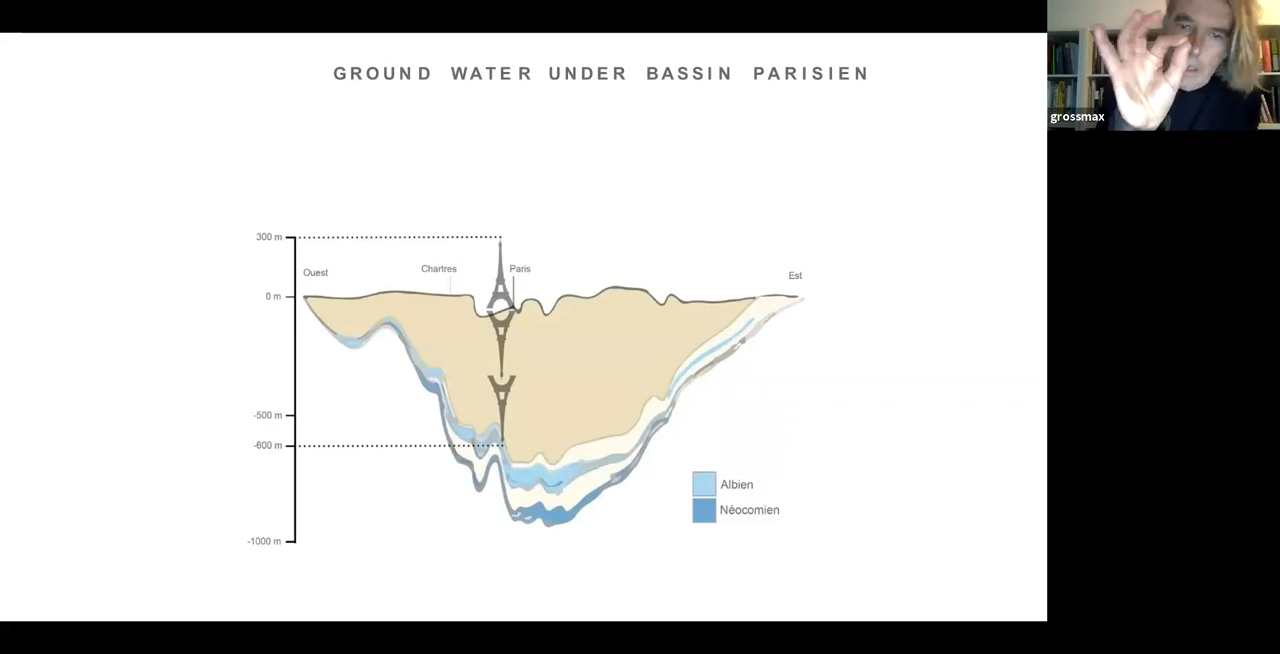 GROUND WATER UNDER BASSIN PARISIEN
grossmax
300 m
Ouest
Chartres
Paris
Est
0 m
-500 m
-600 m
Albien
Néocomien
-1000 m